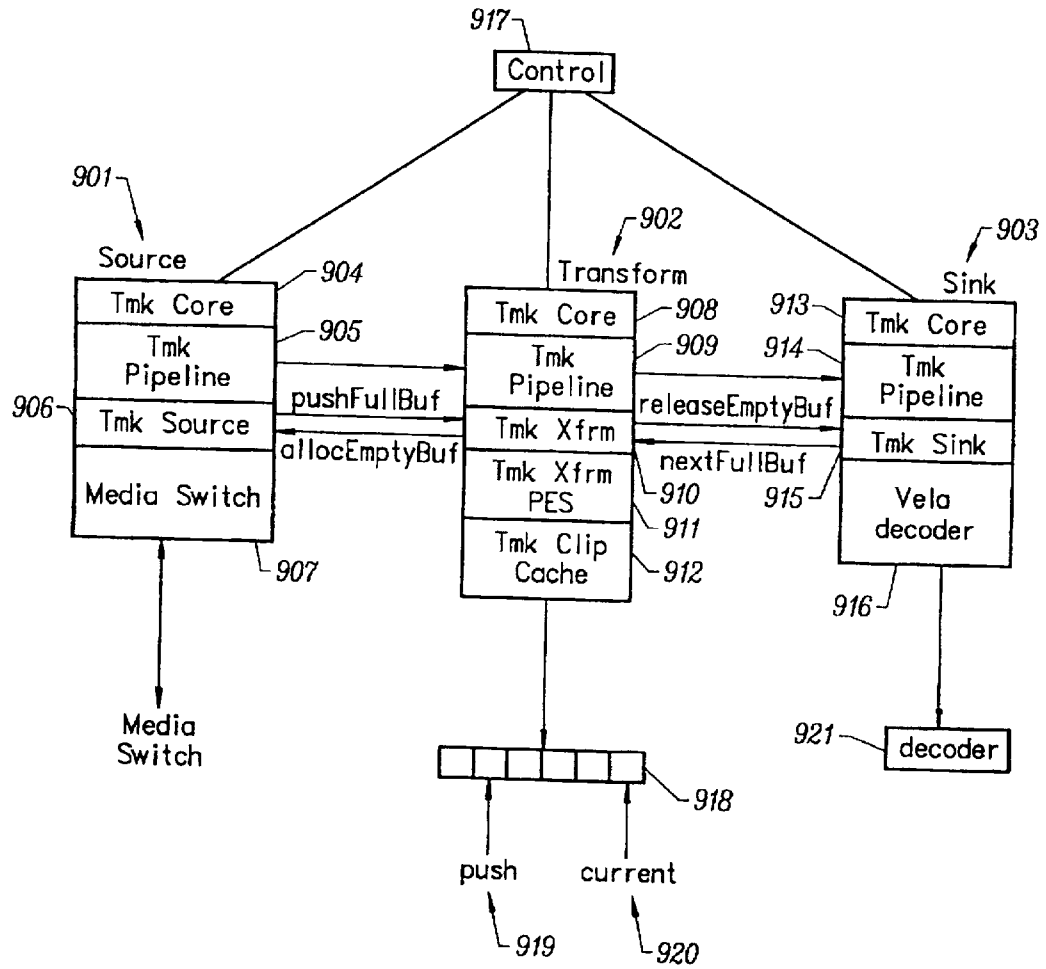 917
Control
901
Source
904
Tmk Core
905
Tmk
Pipeline
906
Tmk Source
Media Switch
907
Media
Switch
pushFullBuf
allocEmptyBuf
902
Transform
908
Tmk Core
909
Tmk
Pipeline
Tmk Xfrm
910
Tmk Xfrm
PES
911
Tmk Clip
Cache
912
releaseEmptyBuf
nextFullBuf
903
Sink
913
Tmk Core
914
Tmk
Pipeline
Tmk Sink
915
Vela
decoder
916
921
decoder
918
push
current
919
920